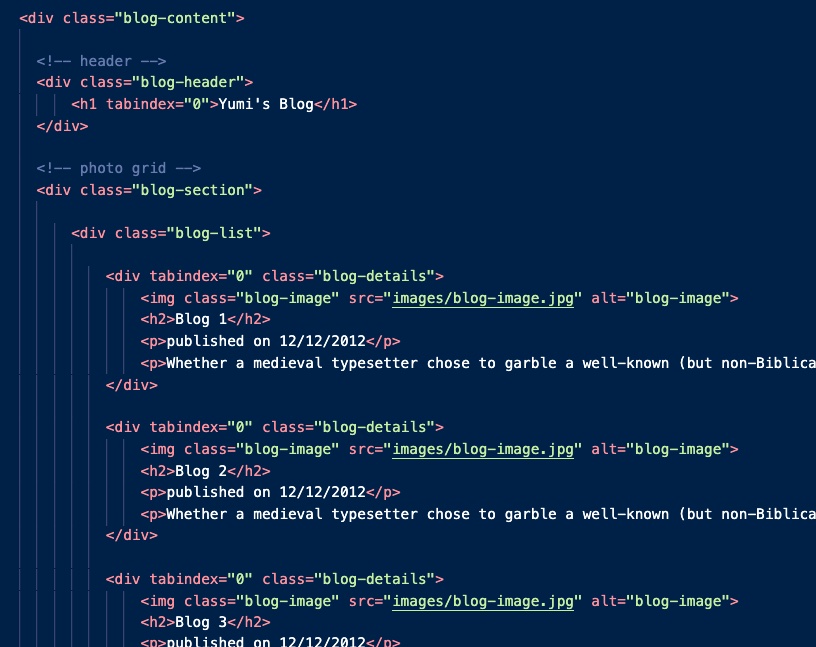 <div class="blog-content">
<!-- header -->
<div class="blog-header">
<h1 tabindex="0">Yumi's Blog</h1>
</div>
<!-- photo grid -->
<div class="blog-section">
<div class="blog-list">
<div tabindex="0" class="blog-details">
<img class="blog-image" src="images/blog-image.jpg" alt="blog-image">
<h2>Blog 1</h2>
<p>published on 12/12/2012</p>
<p>Whether a medieval typesetter chose to garble a well-known (but non-Biblica
</div>
<div tabindex="0" class="blog-details">
<img class="blog-image" src="images/blog-image.jpg" alt="blog-image">
<h2>Blog 2</h2>
<p>published on 12/12/2012</p>
<p>Whether a medieval typesetter chose to garble a well-known (but non-Biblica
</div>
<div tabindex="0" class="blog-details">
<img class="blog-image" src="images/blog-image.jpg" alt="blog-image">
<h2>Blog 3</h2>
<p>published on 12/12/2012</p>